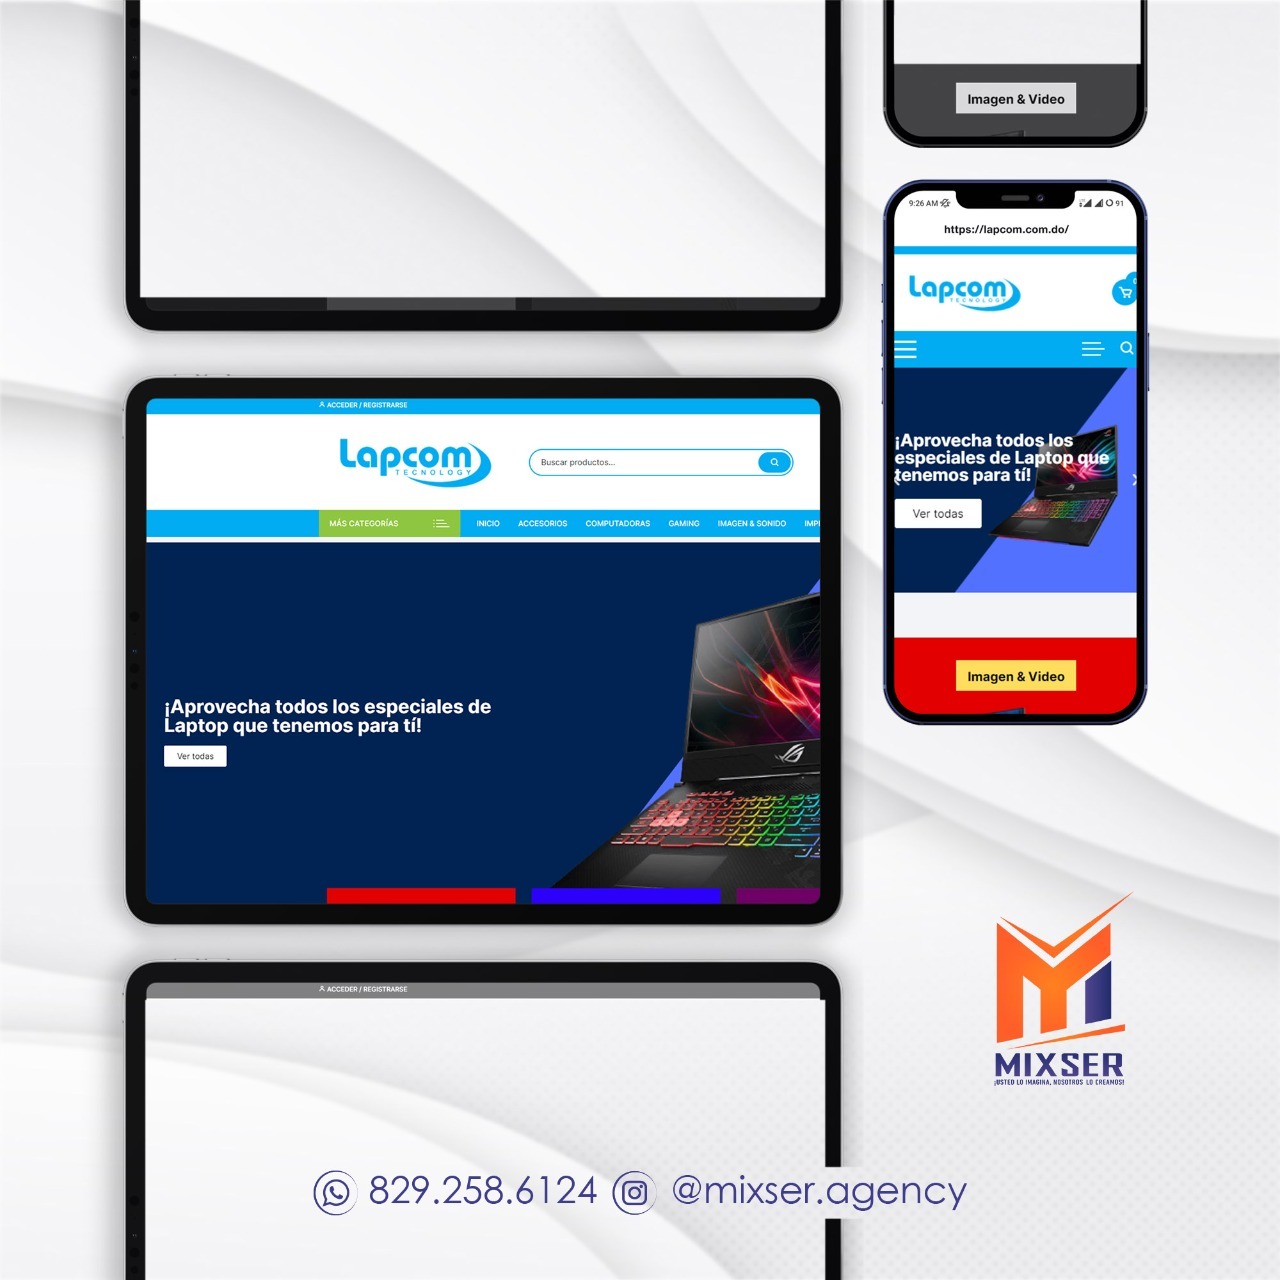 Imagen & Video
9:26 AM
91
https://lapcom.com.do/
Lapcom
TECNOLOGY
¡Aprovecha todos los
especiales de Laptop que
tenemos para tí!
Ver todas
Imagen & Video
ACCEDER / REGISTRARSE
Lapcom
TECNOLOGY
Buscar productos...
MÁS CATEGORÍAS
INICIO ACCESORIOS COMPUTADORAS GAMING IMAGEN & SONIDO IMP
¡Aprovecha todos los especiales de
Laptop que tenemos para tí!
Ver todas
ACCEDER / REGISTRARSE
MIXSER
¡USTED LO IMAGINA, NOSOTROS LO CREAMOS!
829.258.6124 @mixser.agency